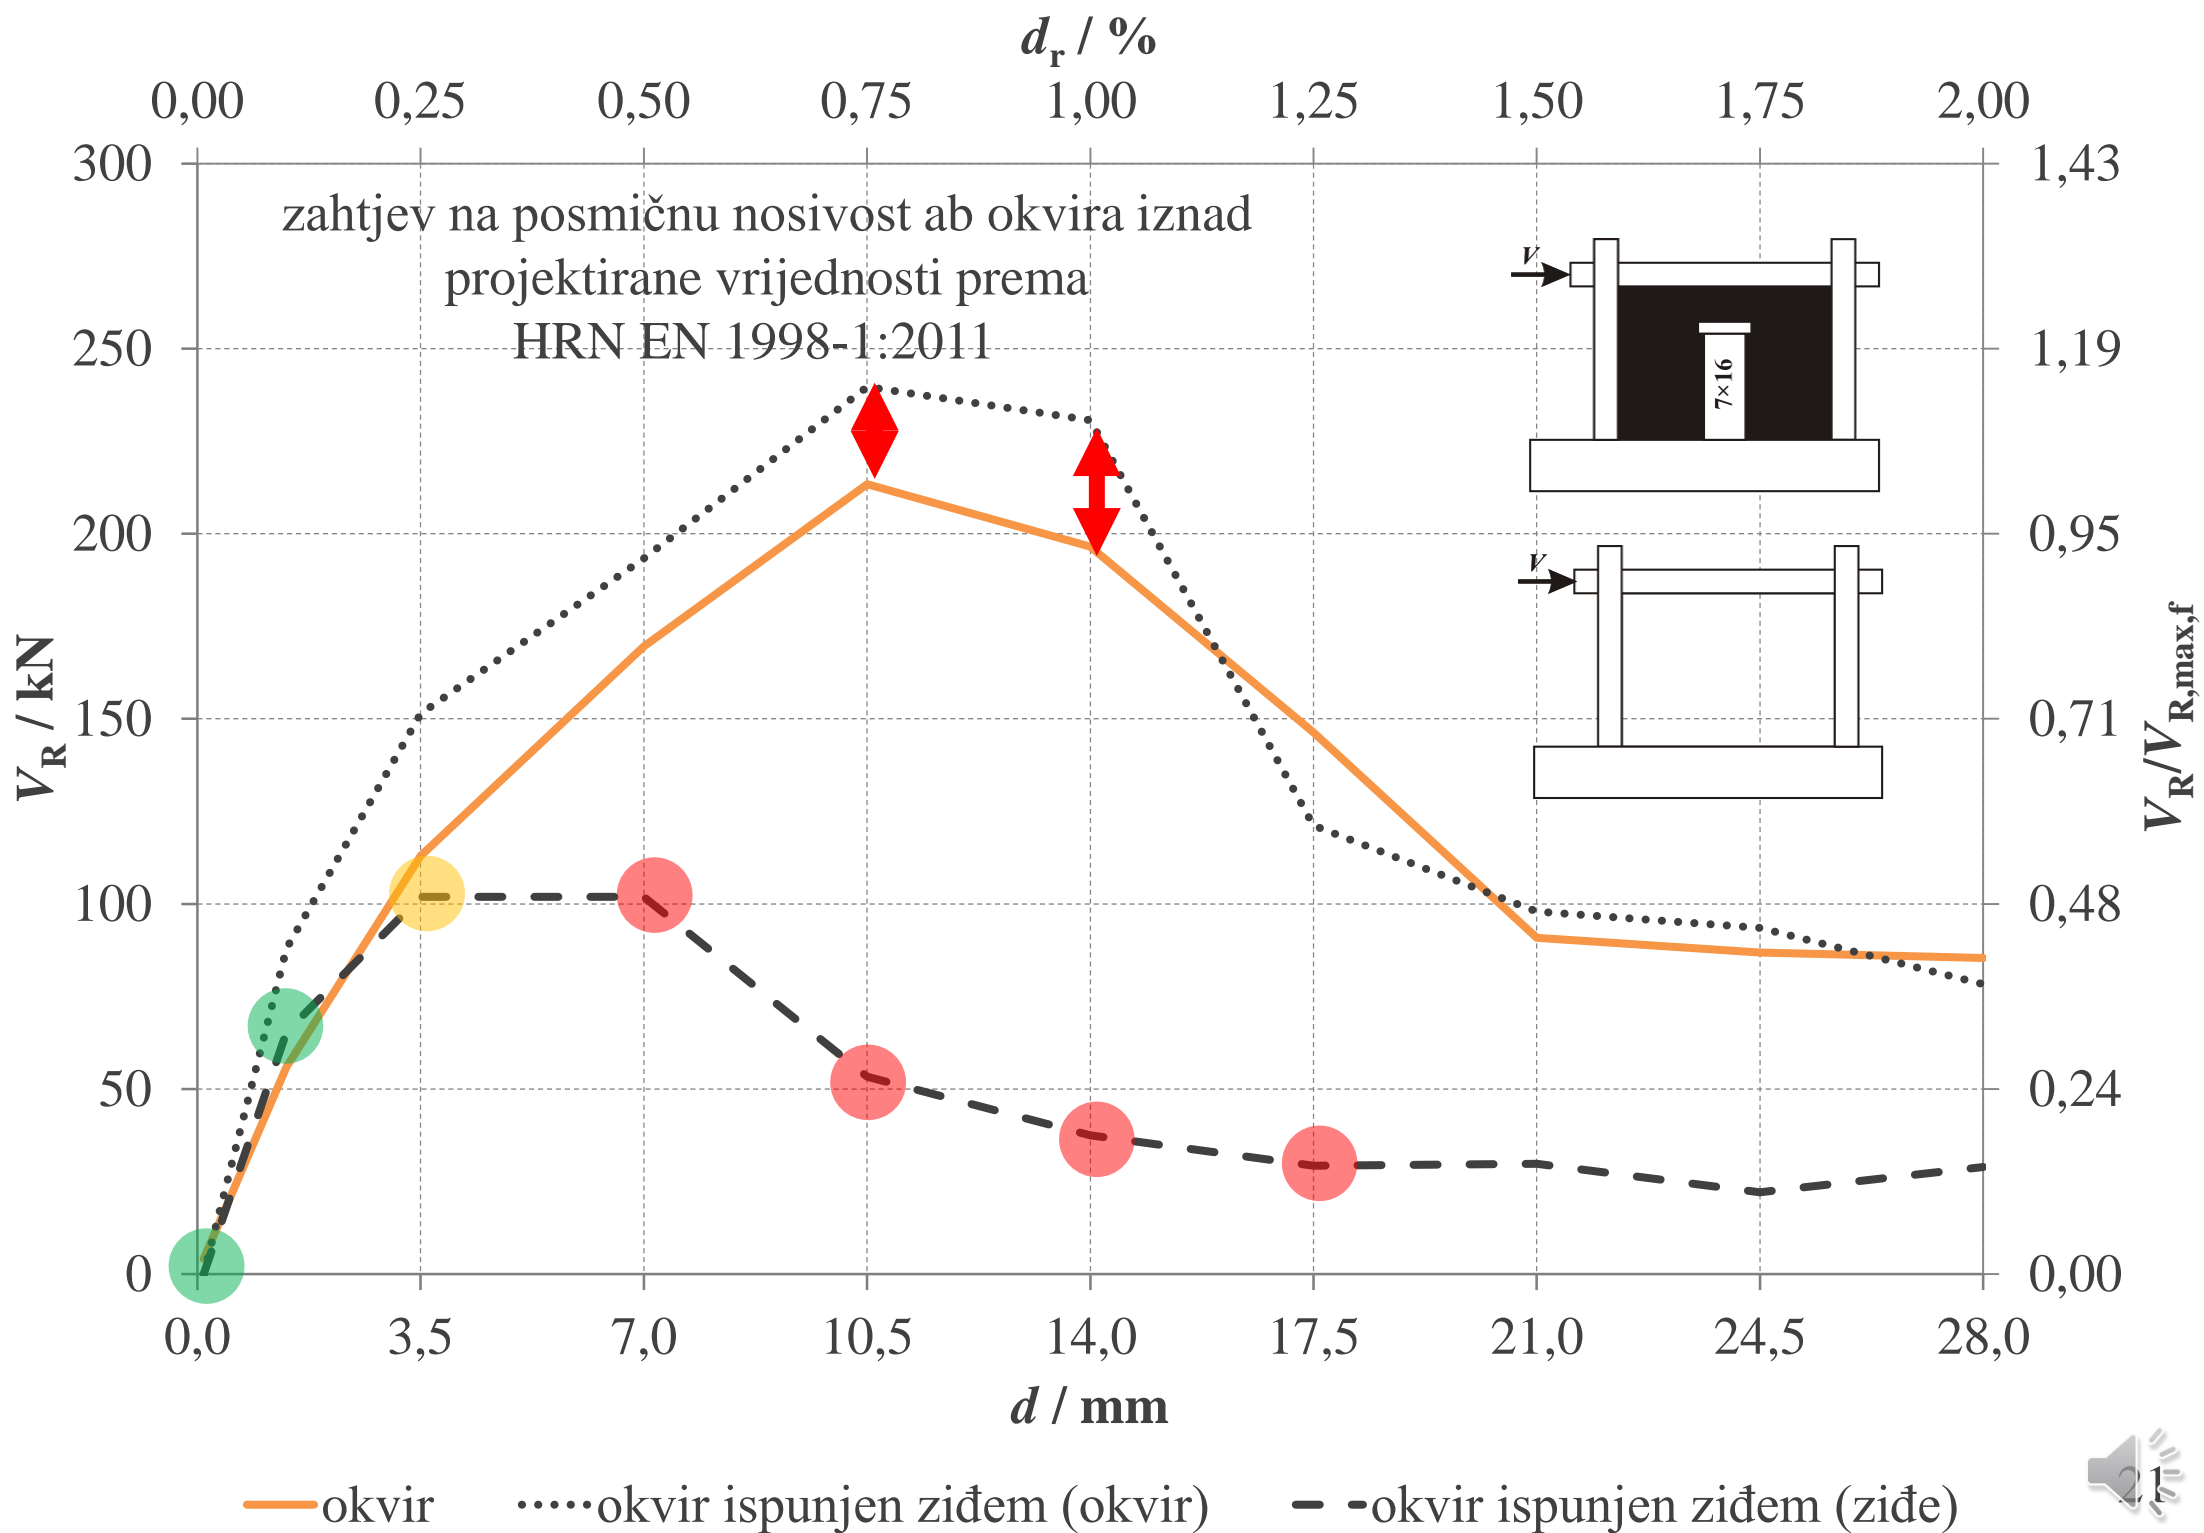 d_r / %
0,00 0,25 0,50 0,75 1,00 1,25 1,50 1,75 2,00
zahtjev na posmičnu nosivost ab okvira iznad
projektirane vrijednosti prema
HRN EN 1998-1:2011
300
250
200
150
100
50
0
V_R / kN
1,43
1,19
0,95
0,71
0,48
0,24
0,00
V_R/V_R,max,f
V
7×16
V
0,0 3,5 7,0 10,5 14,0 17,5 21,0 24,5 28,0
d / mm
okvir okvir ispunjen ziđem (okvir) okvir ispunjen ziđem (ziđe)
21